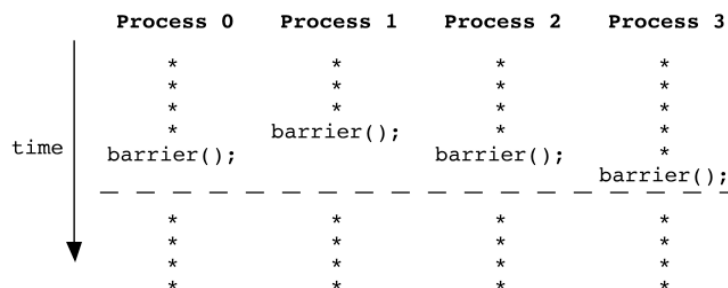 Process 0 Process 1 Process 2 Process 3
* * * *
* * * *
* * * *
* barrier(); * *
time barrier(); barrier(); *
barrier();
* * * *
* * * *
* * * *
* * * *